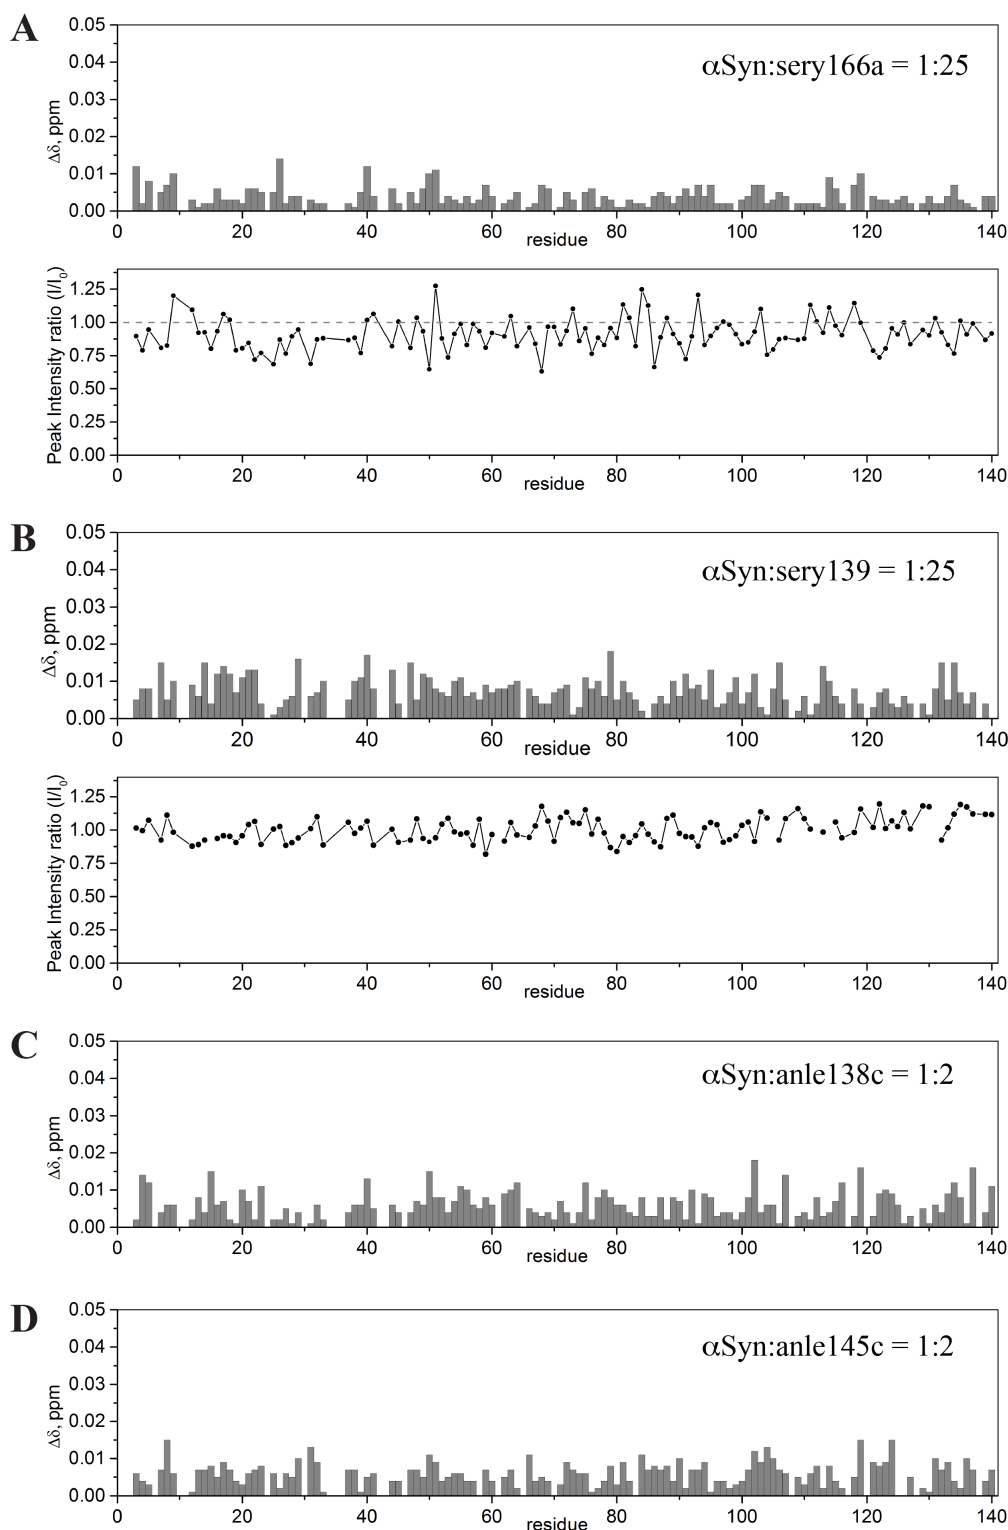 A
αSyn:sery166a = 1:25
Δδ, ppm
0.05
0.04
0.03
0.02
0.01
0.00
0 20 40 60 80 100 120 140
residue
Peak Intensity ratio (I/I0)
1.25
1.00
0.75
0.50
0.25
0.00
0 20 40 60 80 100 120 140
residue
B
αSyn:sery139 = 1:25
Δδ, ppm
0.05
0.04
0.03
0.02
0.01
0.00
0 20 40 60 80 100 120 140
residue
Peak Intensity ratio (I/I0)
1.25
1.00
0.75
0.50
0.25
0.00
0 20 40 60 80 100 120 140
residue
C
αSyn:anle138c = 1:2
Δδ, ppm
0.05
0.04
0.03
0.02
0.01
0.00
0 20 40 60 80 100 120 140
residue
D
αSyn:anle145c = 1:2
Δδ, ppm
0.05
0.04
0.03
0.02
0.01
0.00
0 20 40 60 80 100 120 140
residue